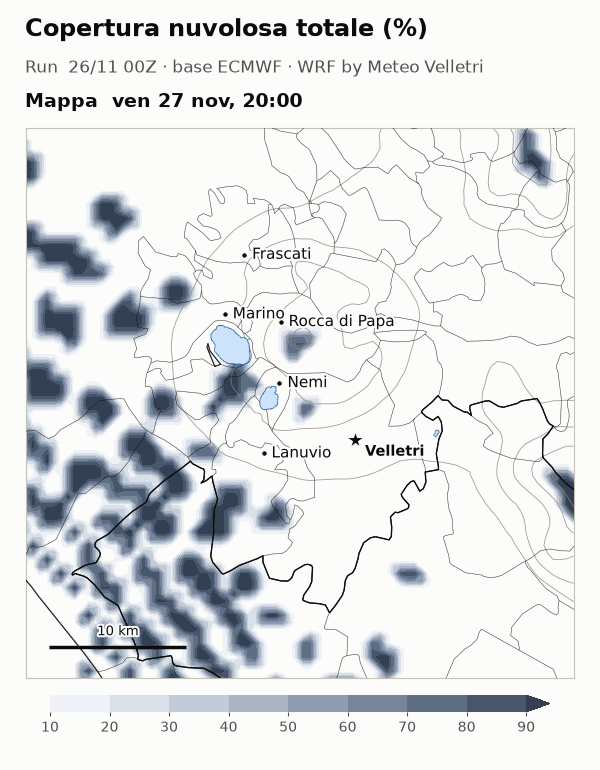 Copertura nuvolosa totale (%)
Run  26/11 00Z · base ECMWF · WRF by Meteo Velletri
Mappa  ven 27 nov, 20:00
Frascati
Marino
Rocca di Papa
Nemi
Velletri
Lanuvio
10 km
10 20 30 40 50 60 70 80 90